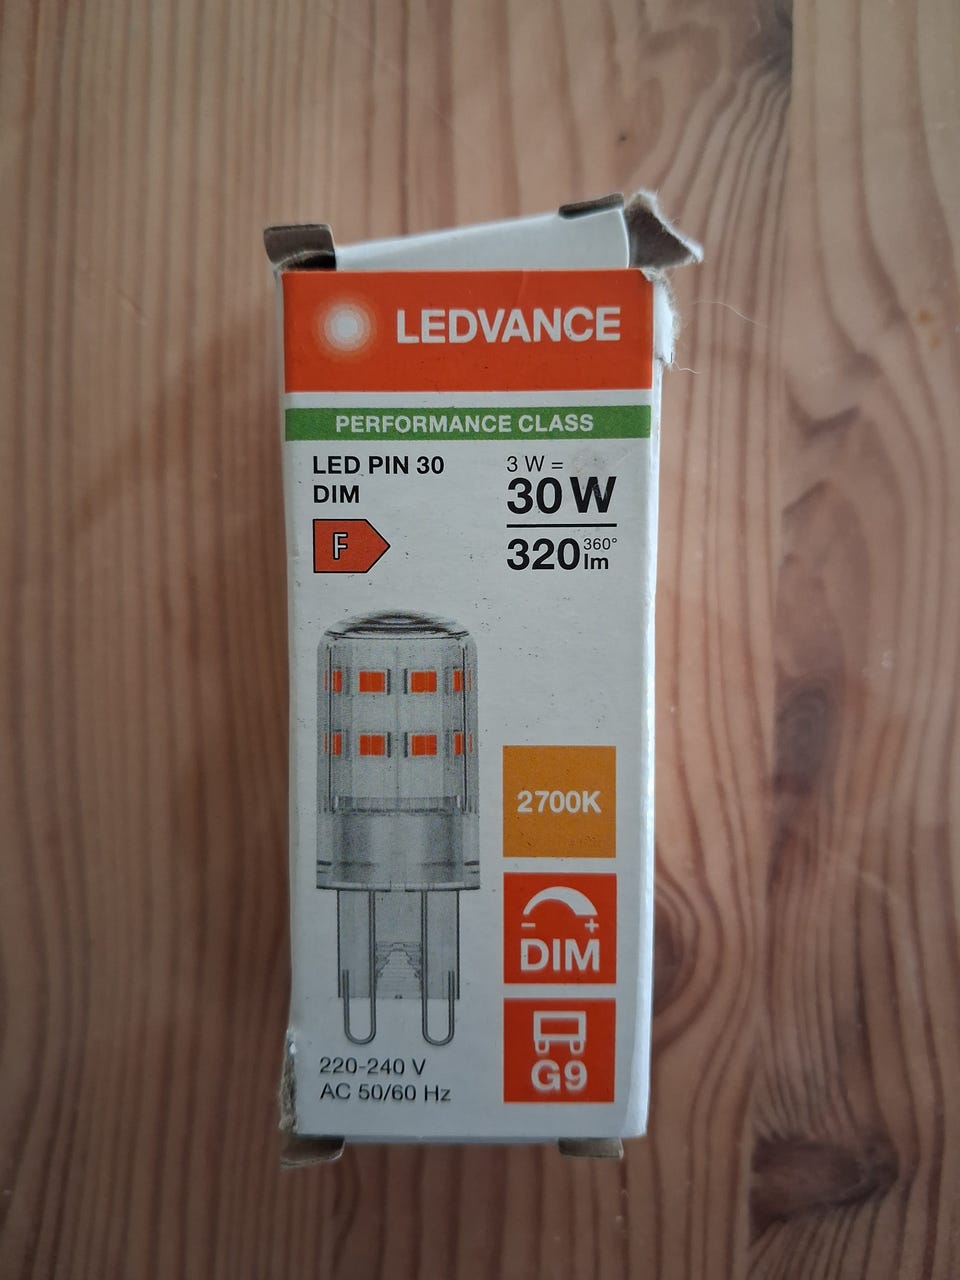 LEDVANCE
PERFORMANCE CLASS
LED PIN 30
DIM
F
3 W =
30 W
320 360° lm
2700K
- +
DIM
G9
220-240 V
AC 50/60 Hz